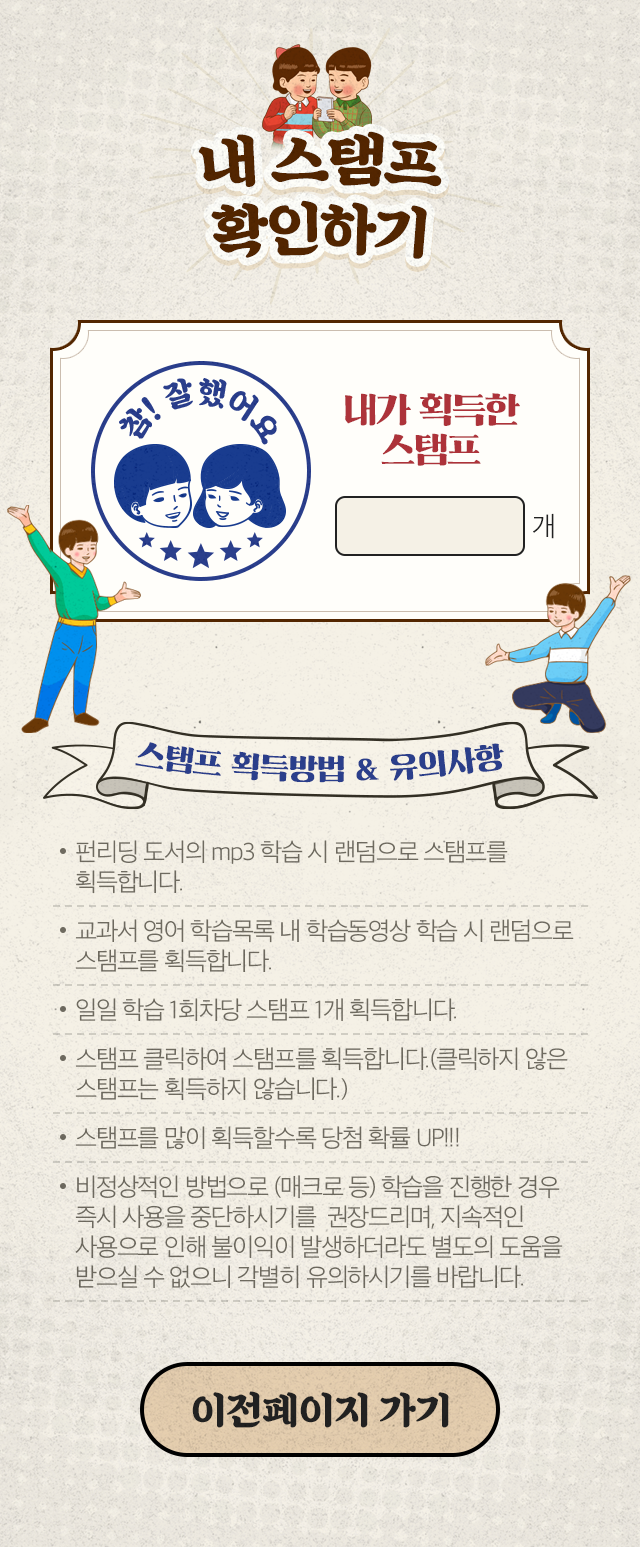 내 스탬프
확인하기
참! 잘했어요
내가 획득한
스탬프
개
스탬프 획득방법 & 유의사항
• 펀리딩 도서의 mp3 학습 시 랜덤으로 스탬프를
획득합니다.
• 교과서 영어 학습목록 내 학습동영상 학습 시 랜덤으로
스탬프를 획득합니다.
• 일일 학습 1회차당 스탬프 1개 획득합니다.
• 스탬프 클릭하여 스탬프를 획득합니다.(클릭하지 않은
스탬프는 획득하지 않습니다.)
• 스탬프를 많이 획득할수록 당첨 확률 UP!!!
• 비정상적인 방법으로 (매크로 등) 학습을 진행한 경우
즉시 사용을 중단하시기를 권장드리며, 지속적인
사용으로 인해 불이익이 발생하더라도 별도의 도움을
받으실 수 없으니 각별히 유의하시기를 바랍니다.
이전페이지 가기